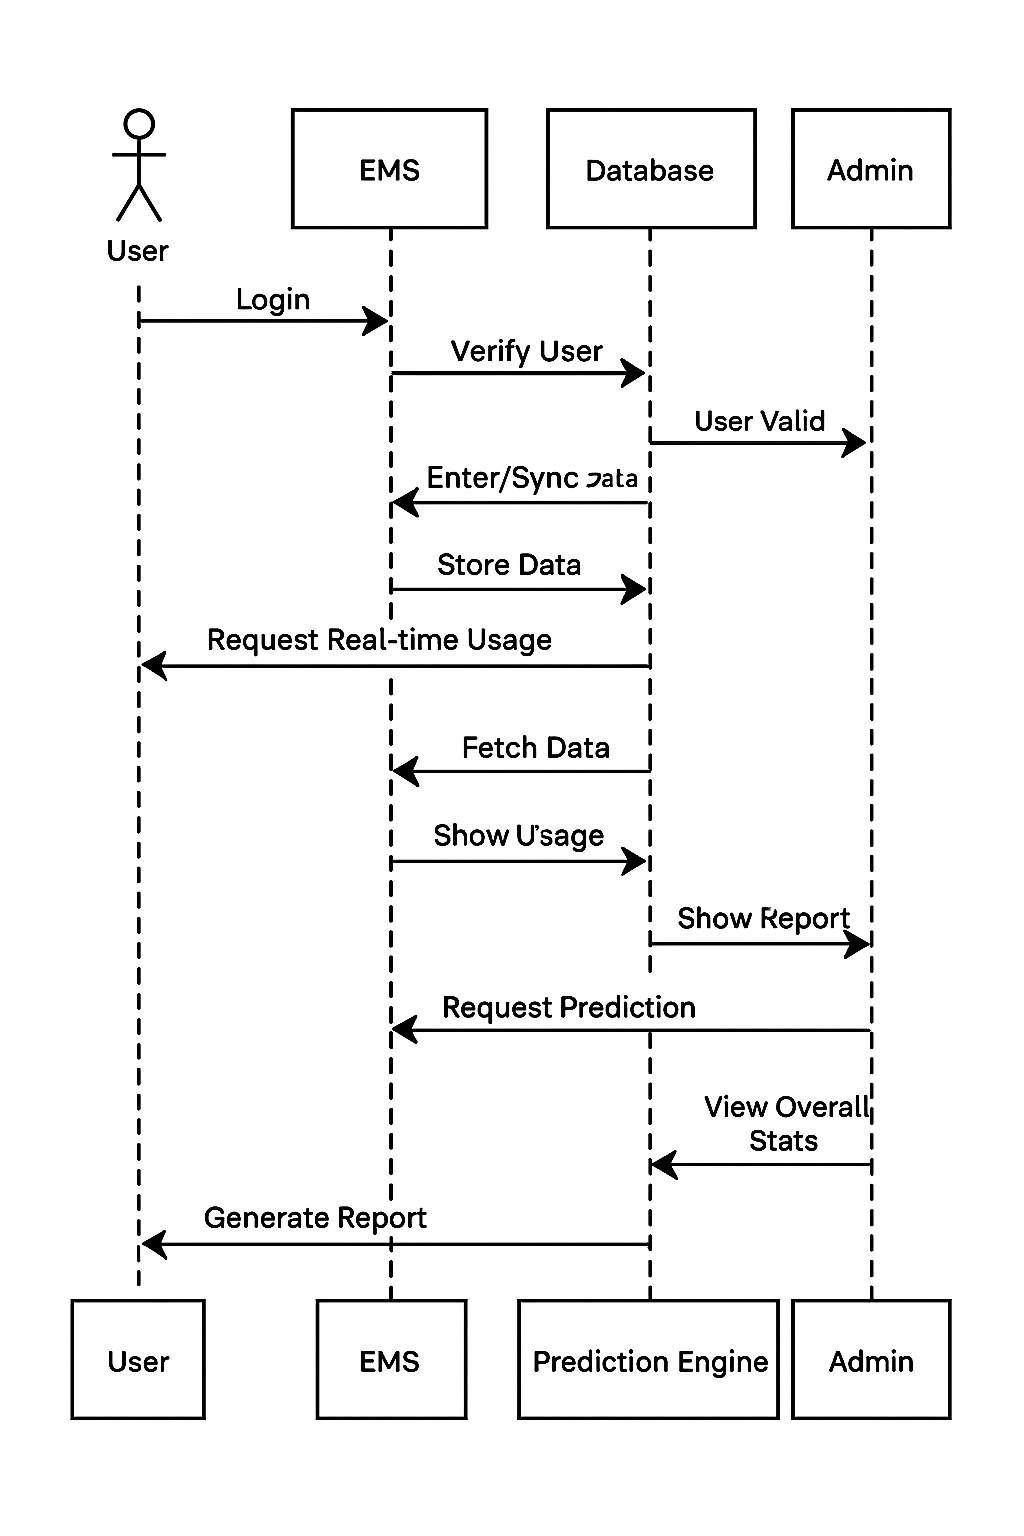 EMS
Database
Admin
User
Login
Verify User
User Valid
Enter/Sync
Store Data
Request Real-time Usage
Fetch Data
Show Usage
Show Report
Request Prediction
View Overall
Stats
Generate Report
User
EMS
Prediction Engine
Admin